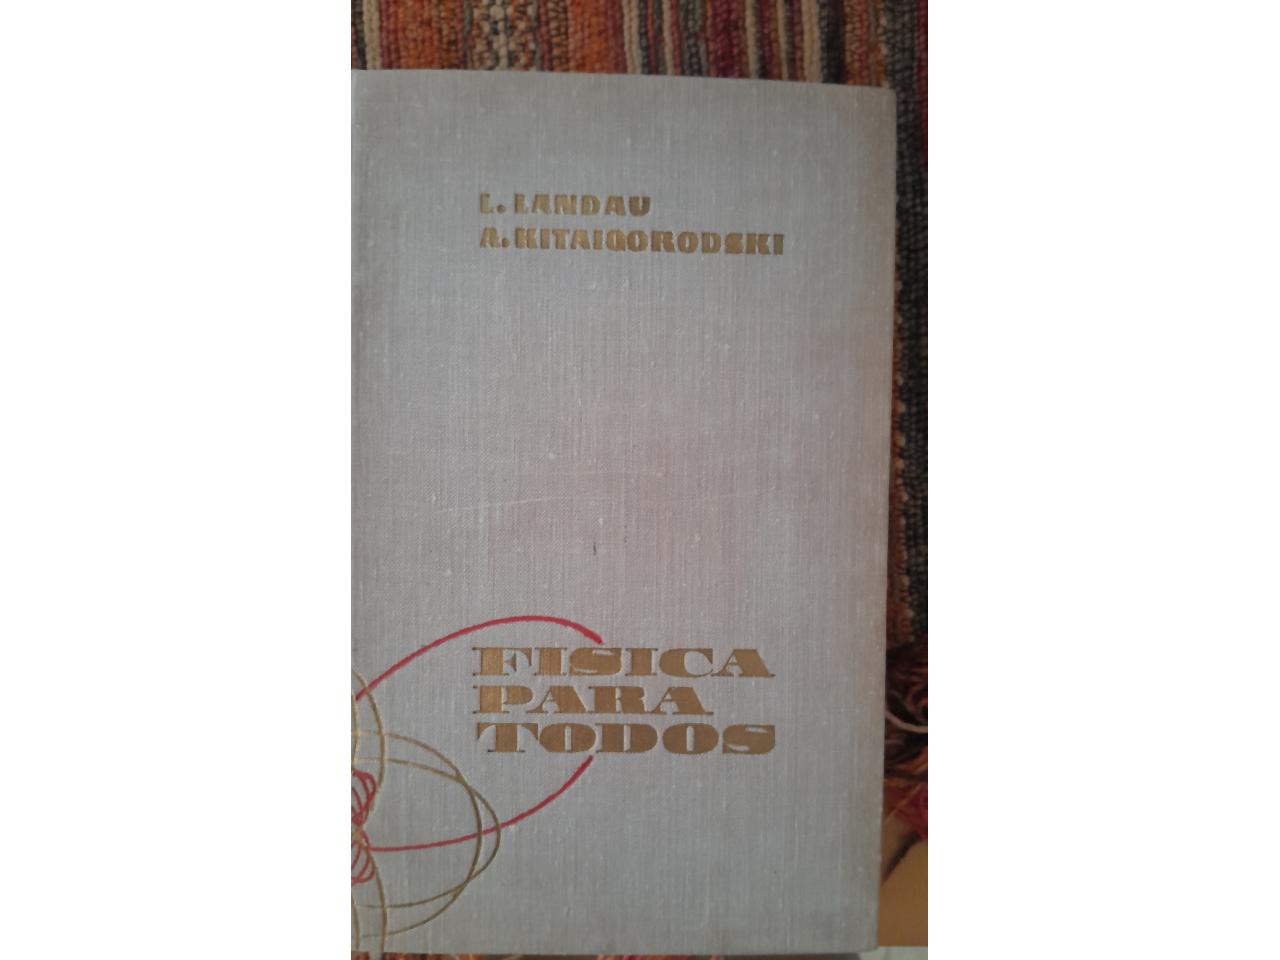 L. LANDAU
A. KITAIGORODSKI
FISICA
PARA
TODOS